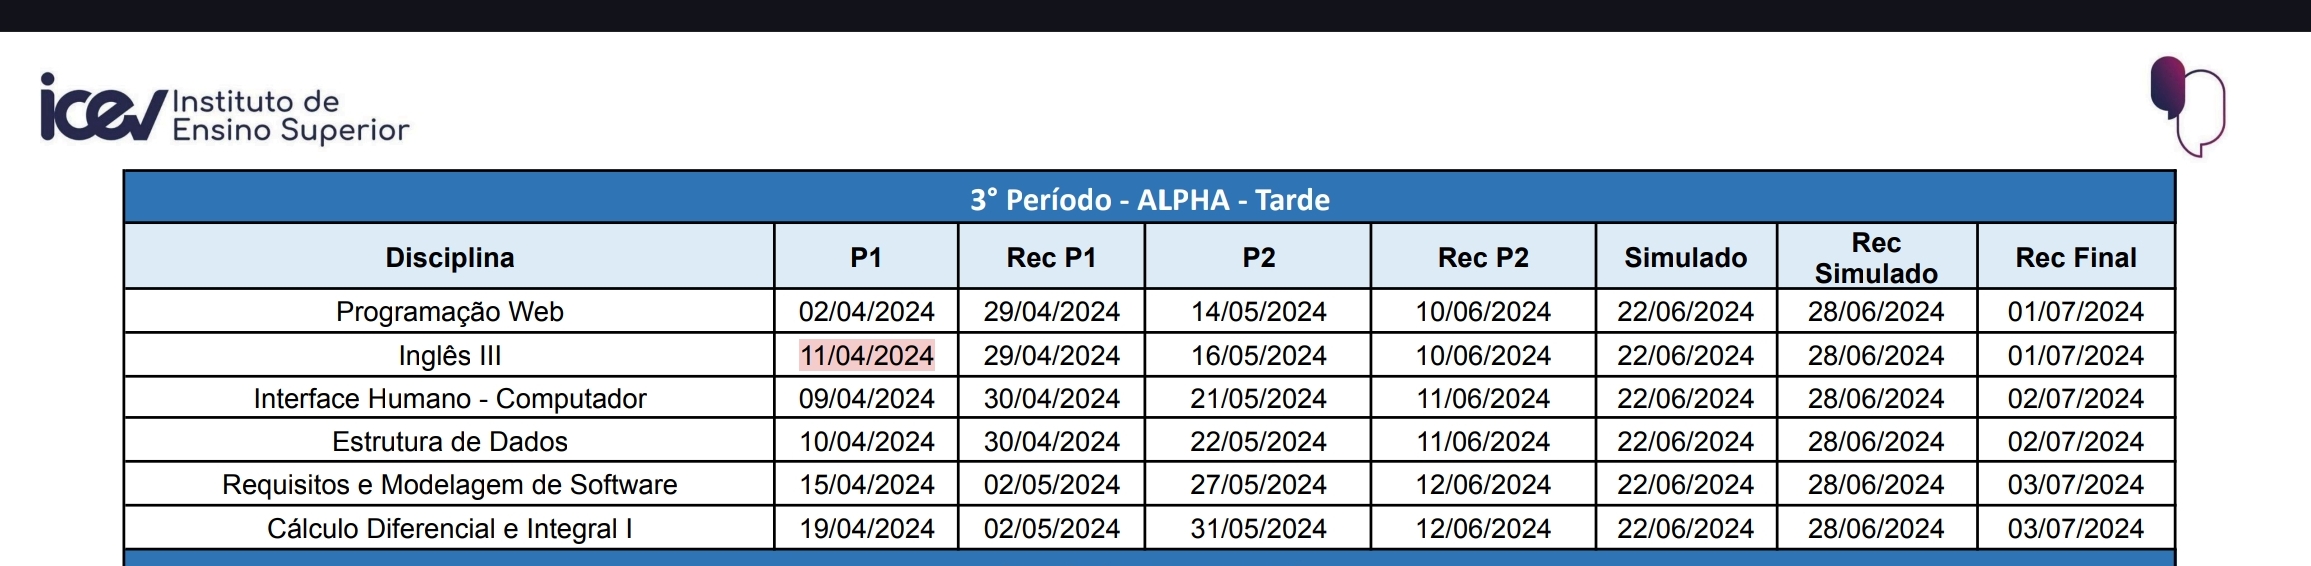 icev Instituto de
Ensino Superior
3° Período - ALPHA - Tarde
Disciplina P1 Rec P1 P2 Rec P2 Simulado Rec Simulado Rec Final
Programação Web 02/04/2024 29/04/2024 14/05/2024 10/06/2024 22/06/2024 28/06/2024 01/07/2024
Inglês III 11/04/2024 29/04/2024 16/05/2024 10/06/2024 22/06/2024 28/06/2024 01/07/2024
Interface Humano - Computador 09/04/2024 30/04/2024 21/05/2024 11/06/2024 22/06/2024 28/06/2024 02/07/2024
Estrutura de Dados 10/04/2024 30/04/2024 22/05/2024 11/06/2024 22/06/2024 28/06/2024 02/07/2024
Requisitos e Modelagem de Software 15/04/2024 02/05/2024 27/05/2024 12/06/2024 22/06/2024 28/06/2024 03/07/2024
Cálculo Diferencial e Integral I 19/04/2024 02/05/2024 31/05/2024 12/06/2024 22/06/2024 28/06/2024 03/07/2024